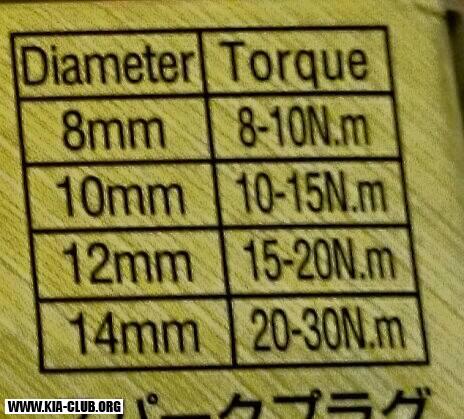 Diameter Torque
8mm 8-10N.m
10mm 10-15N.m
12mm 15-20N.m
14mm 20-30N.m
WWW.KIA-CLUB.ORG
パークプラグ